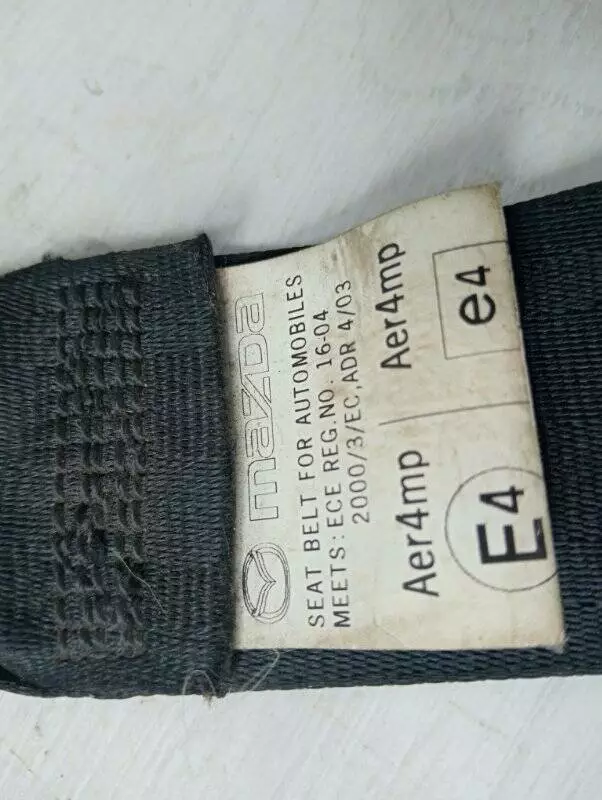 mazda
SEAT BELT FOR AUTOMOBILES
MEETS: ECE REG.NO. 16-04
2000/3/EC,ADR 4/03
Aer4mp Aer4mp
E4 e4